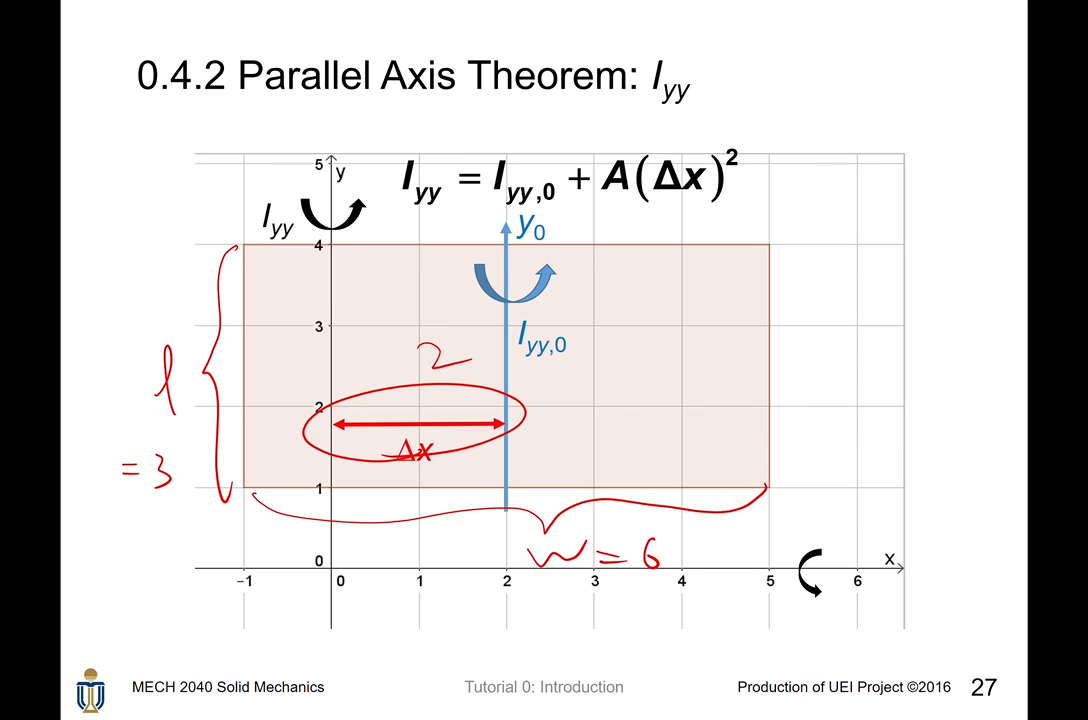 0.4.2 Parallel Axis Theorem: Iyy
5 y
Iyy = Iyy,0 + A(Δx)²
Iyy
y0
4
3
Iyy,0
2
l
2
Δx
= 3
1
w = 6
0
x
−1 0 1 2 3 4 5 6
MECH 2040 Solid Mechanics
Tutorial 0: Introduction
Production of UEI Project ©2016
27